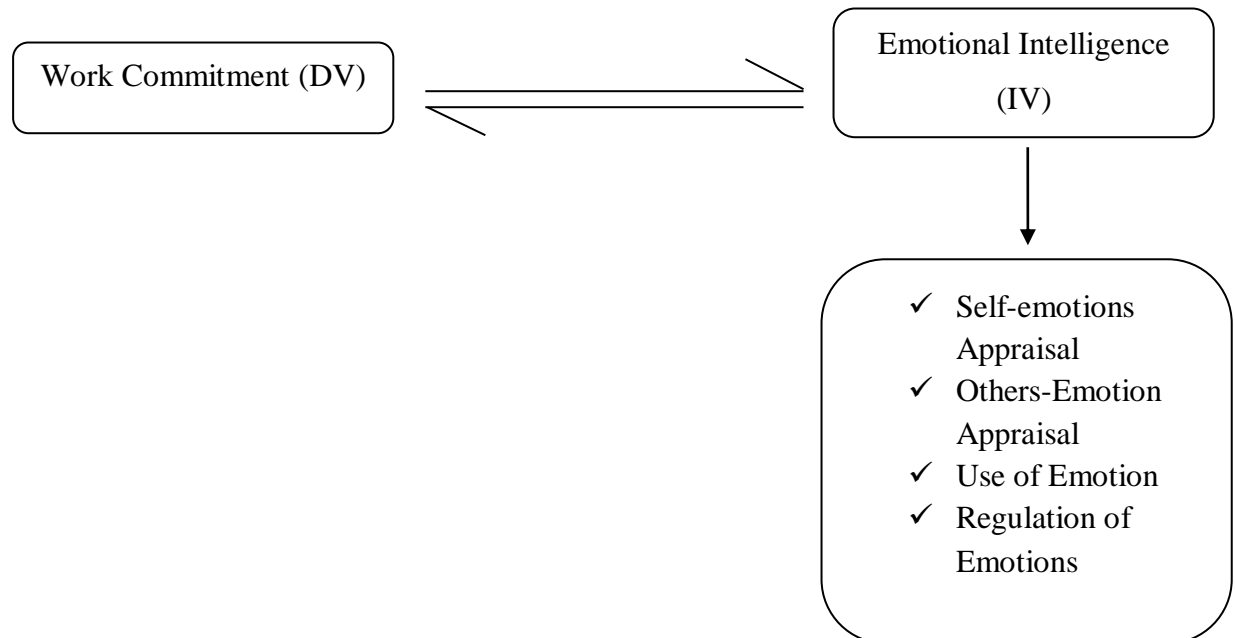 Work Commitment (DV)
Emotional Intelligence
(IV)
✓ Self-emotions
Appraisal
✓ Others-Emotion
Appraisal
✓ Use of Emotion
✓ Regulation of
Emotions